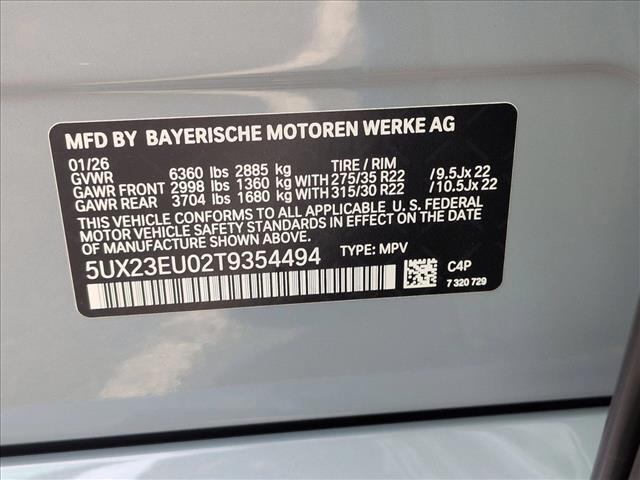 MFD BY BAYERISCHE MOTOREN WERKE AG
01/26
GVWR 6360 lbs 2885 kg TIRE / RIM
GAWR FRONT 2998 lbs 1360 kg WITH 275/35 R22 /9.5Jx 22
GAWR REAR 3704 lbs 1680 kg WITH 315/30 R22 /10.5Jx 22
THIS VEHICLE CONFORMS TO ALL APPLICABLE U.S. FEDERAL
MOTOR VEHICLE SAFETY STANDARDS IN EFFECT ON THE DATE
OF MANUFACTURE SHOWN ABOVE.
5UX23EU02T9354494 TYPE: MPV
C4P
7 320 729